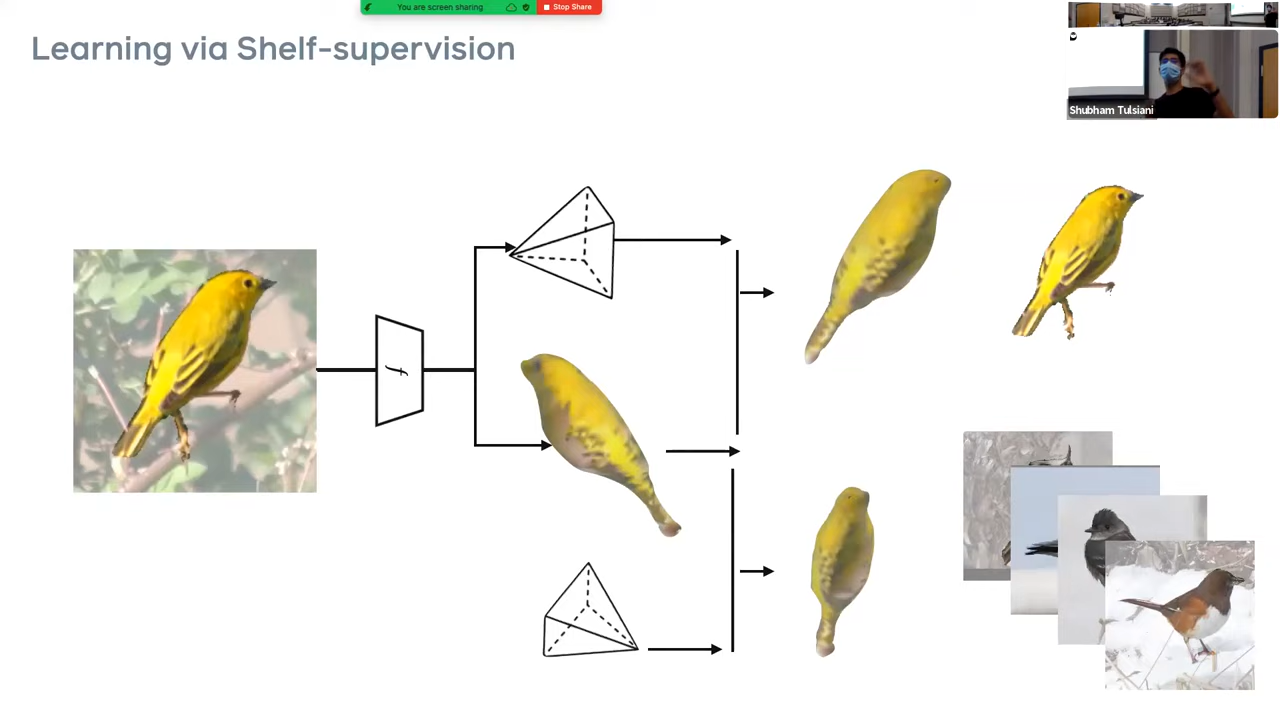 You are screen sharing
Stop Share
Learning via Shelf-supervision
Shubham Tulsiani
f